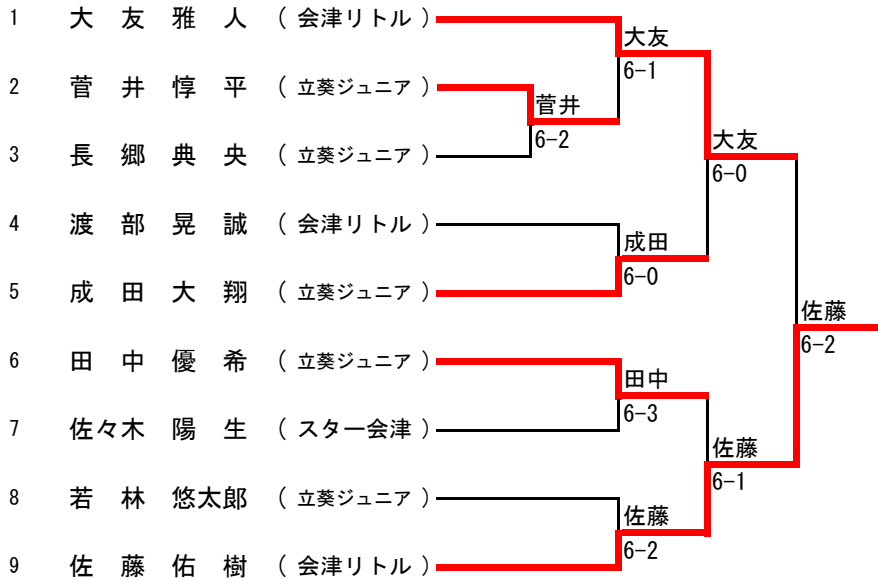 1 大 友 雅 人 ( 会津リトル )
大友
6-1
2 菅 井 惇 平 ( 立葵ジュニア )
菅井
6-2
3 長 郷 典 央 ( 立葵ジュニア )
大友
6-0
4 渡 部 晃 誠 ( 会津リトル )
成田
6-0
5 成 田 大 翔 ( 立葵ジュニア )
佐藤
6-2
6 田 中 優 希 ( 立葵ジュニア )
田中
6-3
7 佐々木 陽 生 ( スター会津 )
佐藤
6-1
8 若 林 悠太郎 ( 立葵ジュニア )
佐藤
6-2
9 佐 藤 佑 樹 ( 会津リトル )